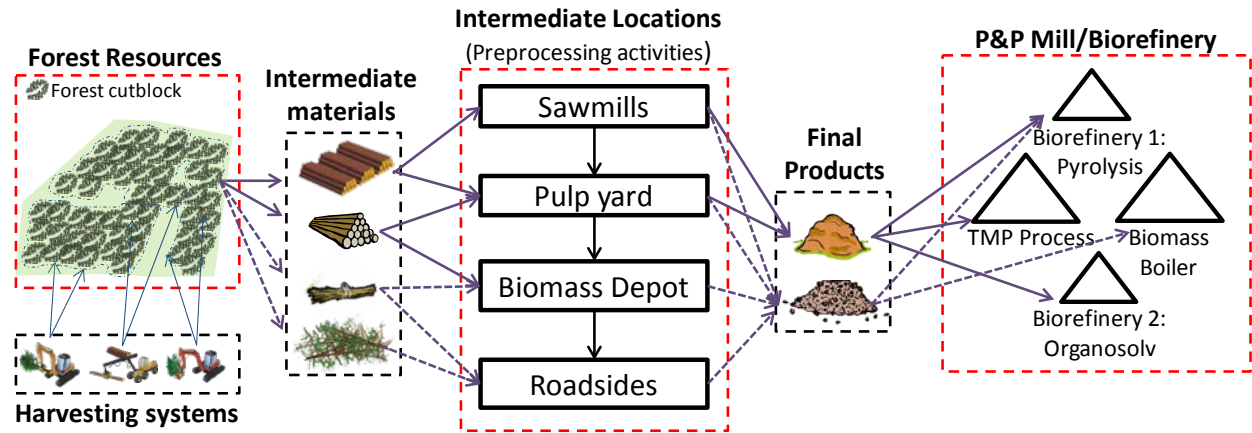 Forest Resources
Forest cutblock
Harvesting systems
Intermediate
materials
Intermediate Locations
(Preprocessing activities)
Sawmills
Pulp yard
Biomass Depot
Roadsides
Final
Products
P&P Mill/Biorefinery
Biorefinery 1:
Pyrolysis
TMP Process
Biomass
Boiler
Biorefinery 2:
Organosolv